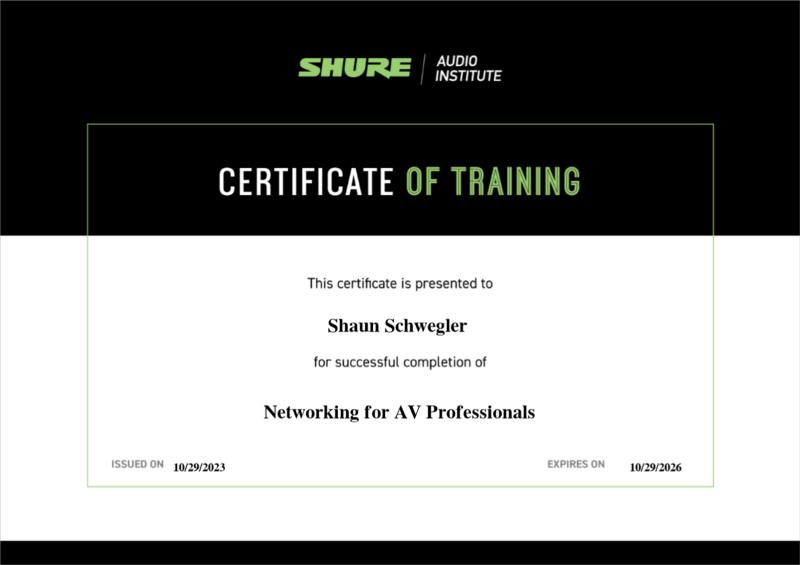 SHURE AUDIO
INSTITUTE
CERTIFICATE OF TRAINING
This certificate is presented to
Shaun Schwegler
for successful completion of
Networking for AV Professionals
ISSUED ON 10/29/2023 EXPIRES ON 10/29/2026